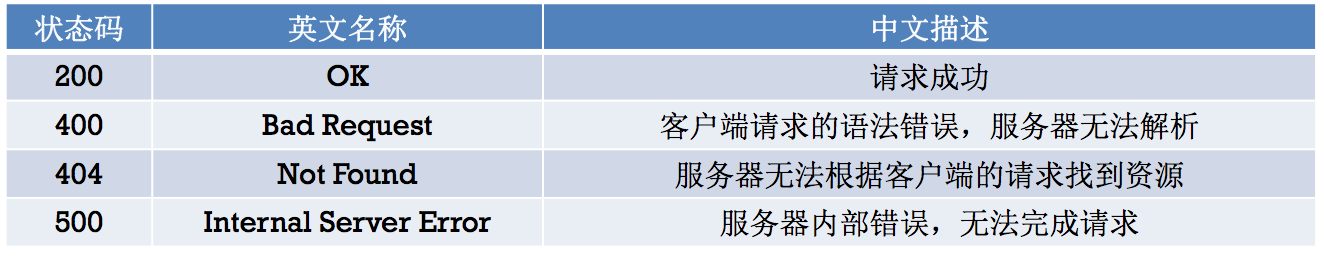 状态码 英文名称 中文描述
200 OK 请求成功
400 Bad Request 客户端请求的语法错误，服务器无法解析
404 Not Found 服务器无法根据客户端的请求找到资源
500 Internal Server Error 服务器内部错误，无法完成请求